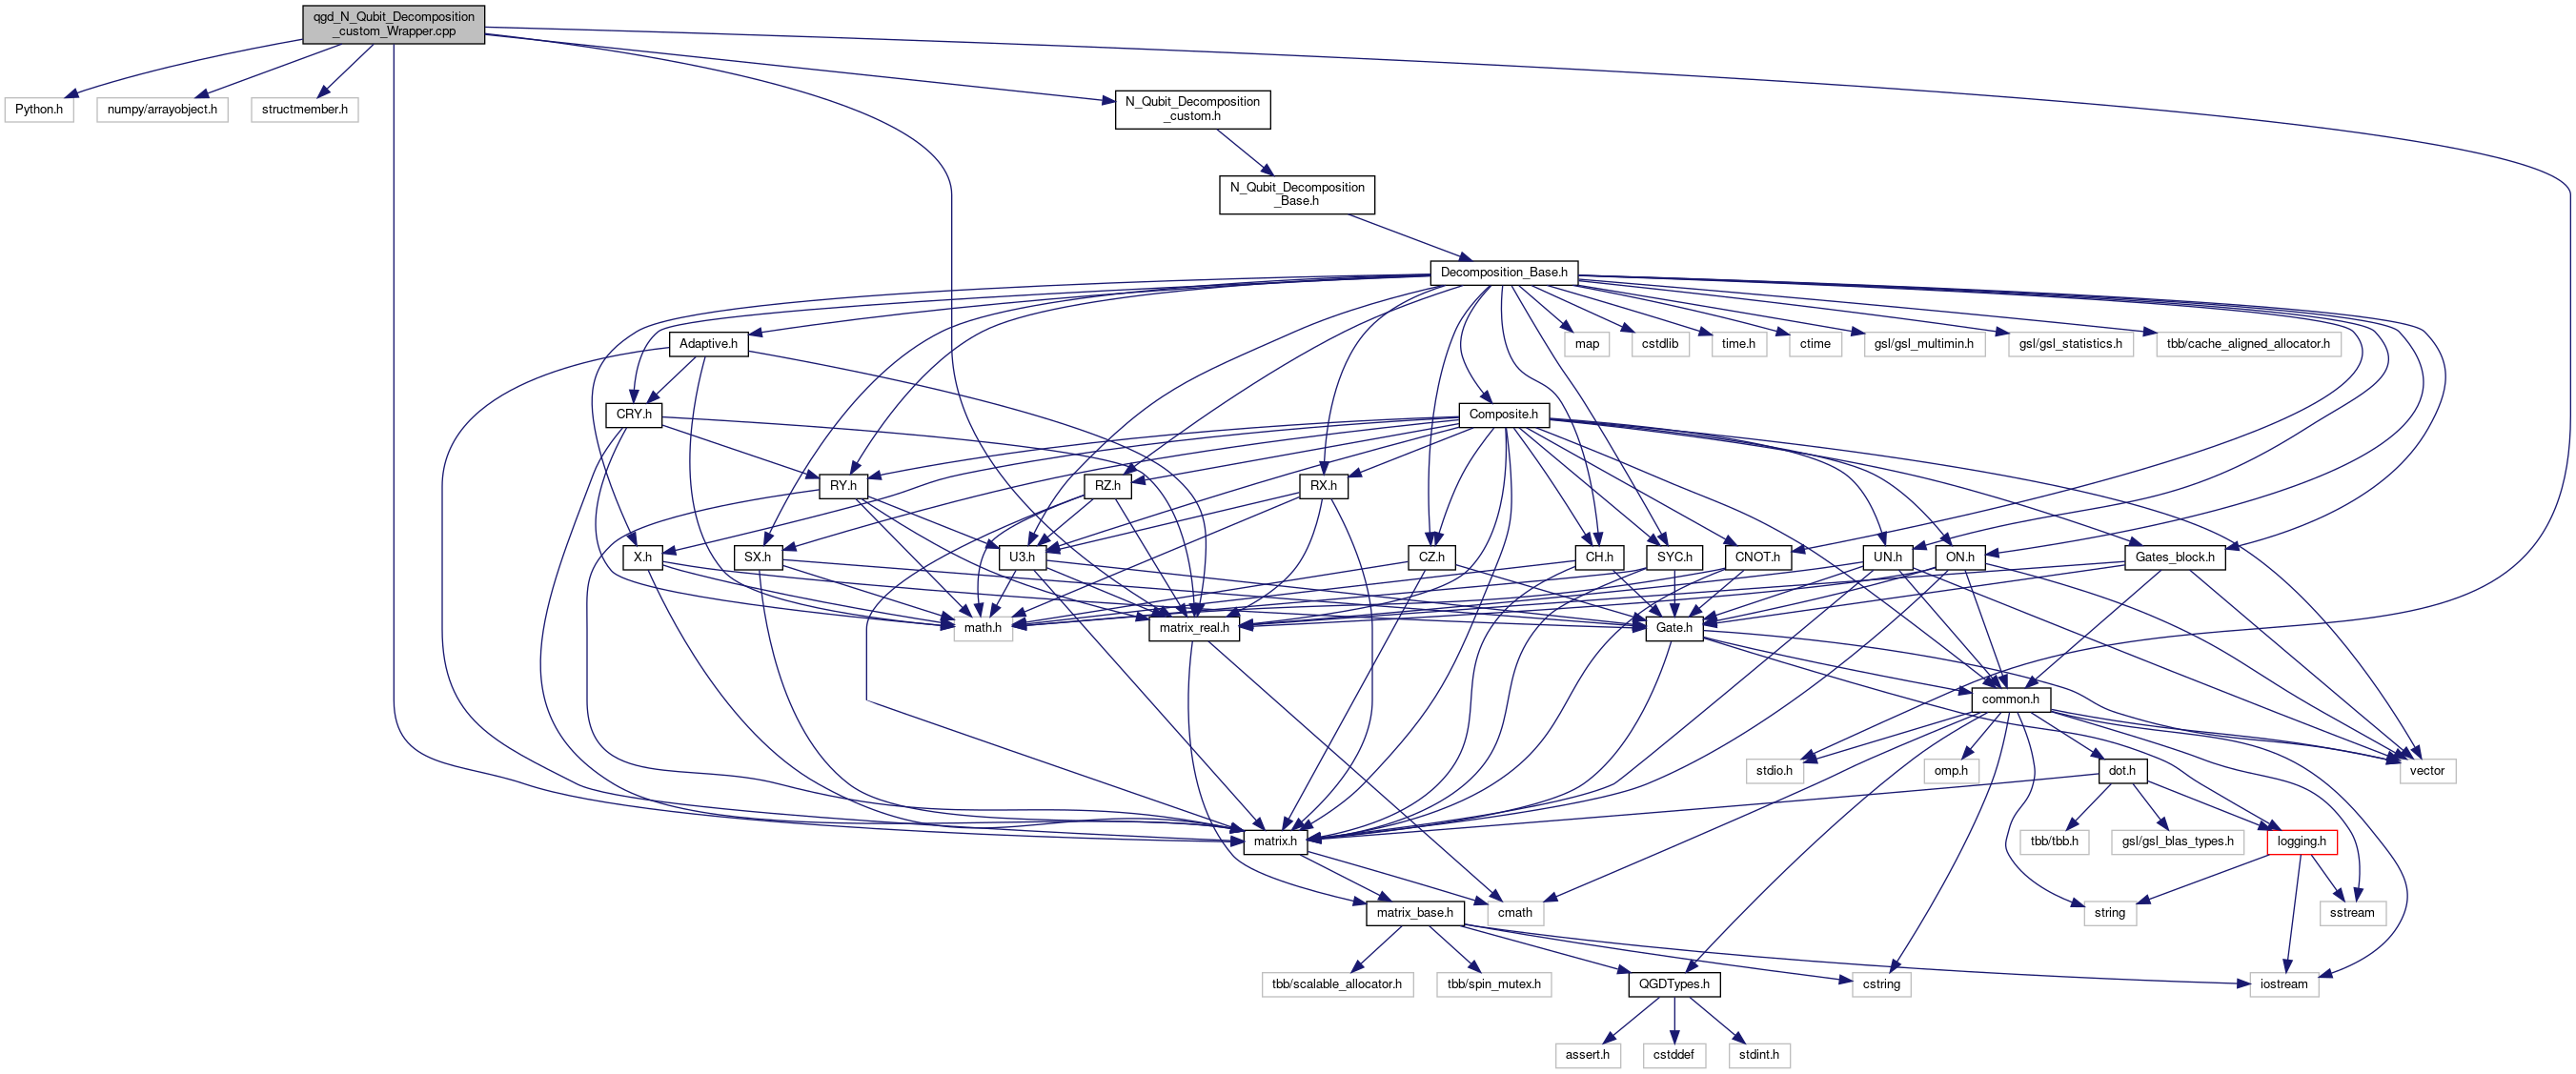 qgd_N_Qubit_Decomposition
_custom_Wrapper.cpp
Python.h
numpy/arrayobject.h
structmember.h
N_Qubit_Decomposition
_custom.h
N_Qubit_Decomposition
_Base.h
Decomposition_Base.h
Adaptive.h
map
cstdlib
time.h
ctime
gsl/gsl_multimin.h
gsl/gsl_statistics.h
tbb/cache_aligned_allocator.h
CRY.h
Composite.h
RY.h
RZ.h
RX.h
X.h
SX.h
U3.h
CZ.h
CH.h
SYC.h
CNOT.h
UN.h
ON.h
Gates_block.h
math.h
matrix_real.h
Gate.h
common.h
stdio.h
omp.h
dot.h
vector
matrix.h
tbb/tbb.h
gsl/gsl_blas_types.h
logging.h
matrix_base.h
cmath
string
sstream
tbb/scalable_allocator.h
tbb/spin_mutex.h
QGDTypes.h
cstring
iostream
assert.h
cstddef
stdint.h